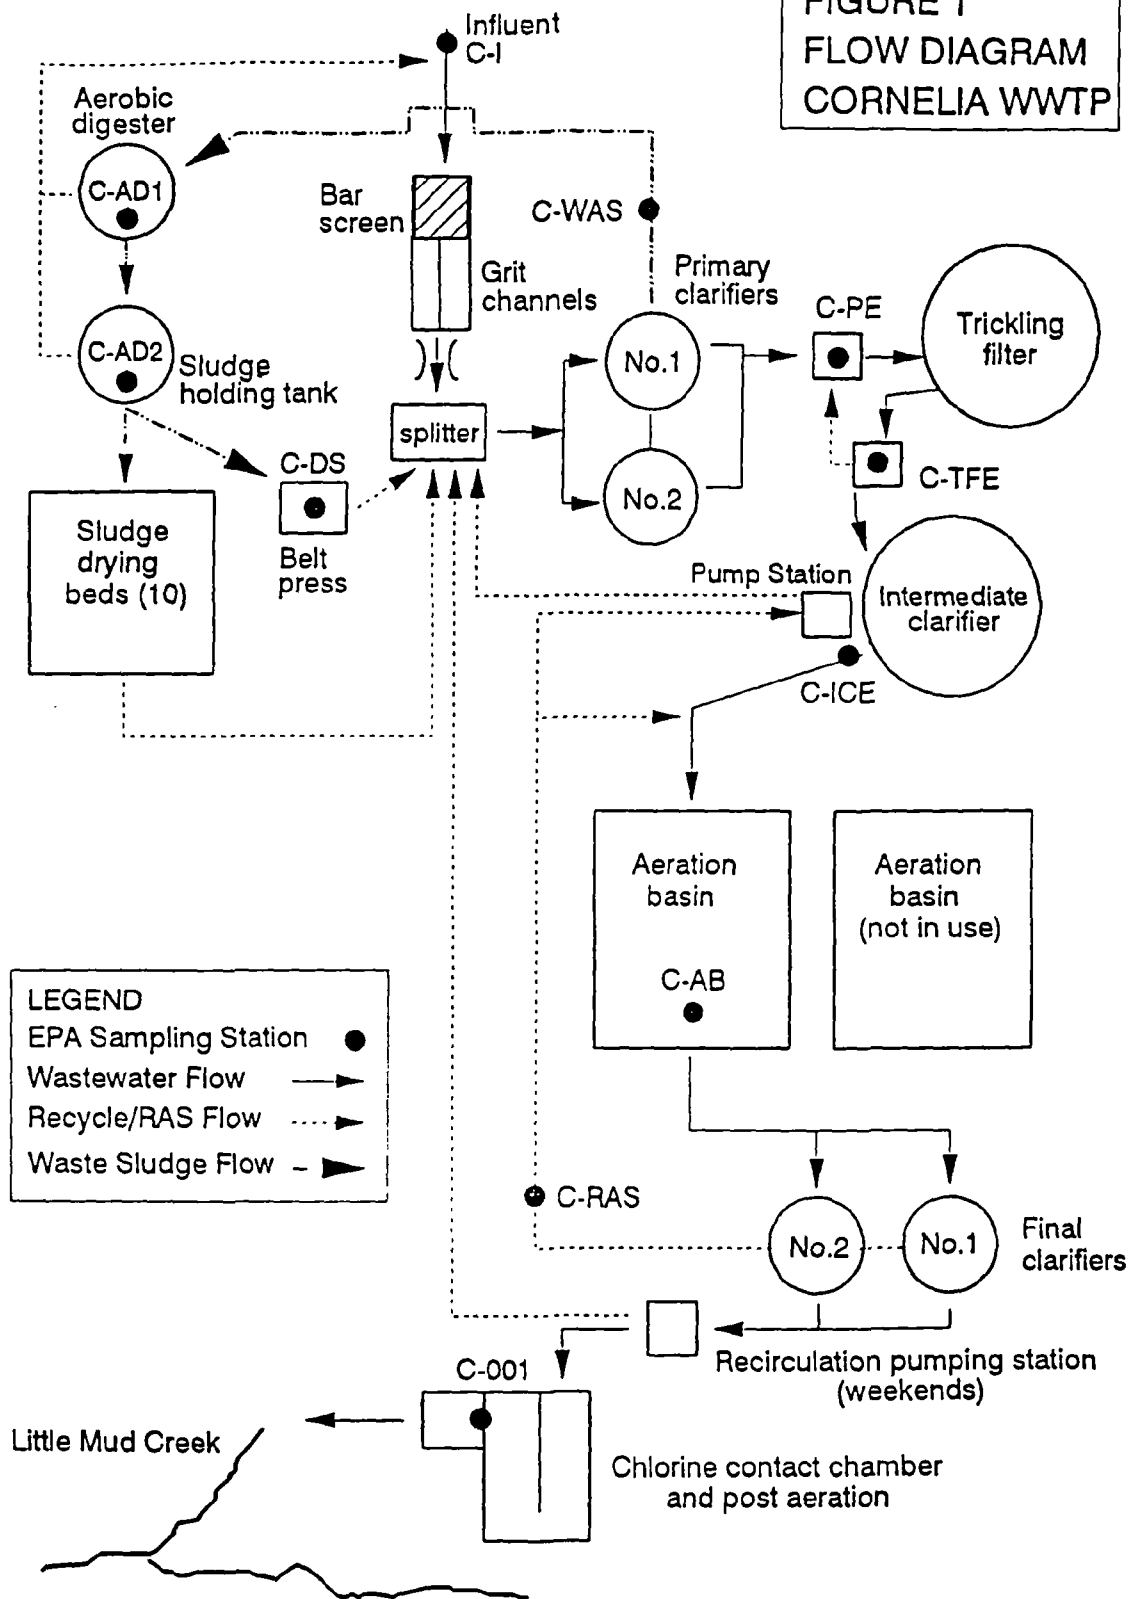 FIGURE 1
FLOW DIAGRAM
CORNELIA WWTP
Influent
C-I
Aerobic
digester
C-AD1
Bar
screen
C-WAS
Grit
channels
Primary
clarifiers
C-PE
Trickling
filter
C-AD2
Sludge
holding tank
No.1
splitter
C-DS
No.2
C-TFE
Sludge
drying
beds (10)
Belt
press
Pump Station
Intermediate
clarifier
C-ICE
Aeration
basin
Aeration
basin
(not in use)
C-AB
LEGEND
EPA Sampling Station
Wastewater Flow
Recycle/RAS Flow
Waste Sludge Flow
C-RAS
No.2
No.1
Final
clarifiers
Recirculation pumping station
(weekends)
C-001
Little Mud Creek
Chlorine contact chamber
and post aeration